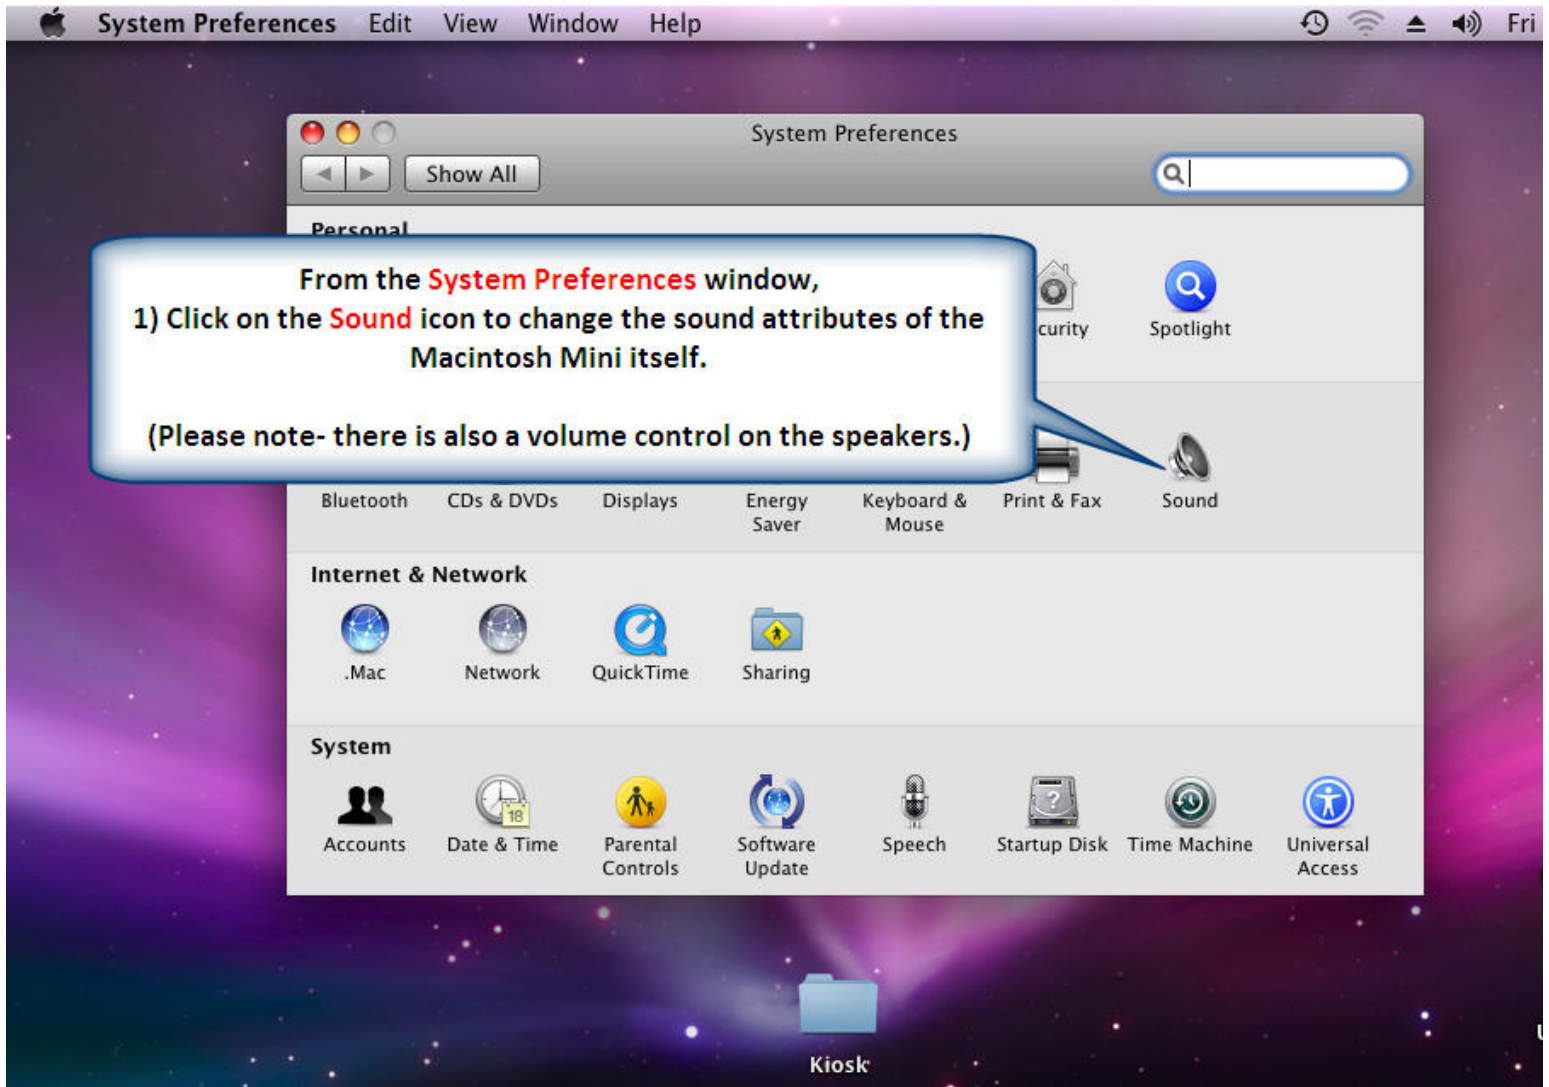 System Preferences Edit View Window Help Fri
System Preferences
Show All
Personal
From the System Preferences window,
1) Click on the Sound icon to change the sound attributes of the
Macintosh Mini itself.
(Please note- there is also a volume control on the speakers.)
curity Spotlight
Bluetooth CDs & DVDs Displays Energy Keyboard & Print & Fax Sound
Saver Mouse
Internet & Network
.Mac Network QuickTime Sharing
System
18
?
Accounts Date & Time Parental Software Speech Startup Disk Time Machine Universal
Controls Update Access
Kiosk